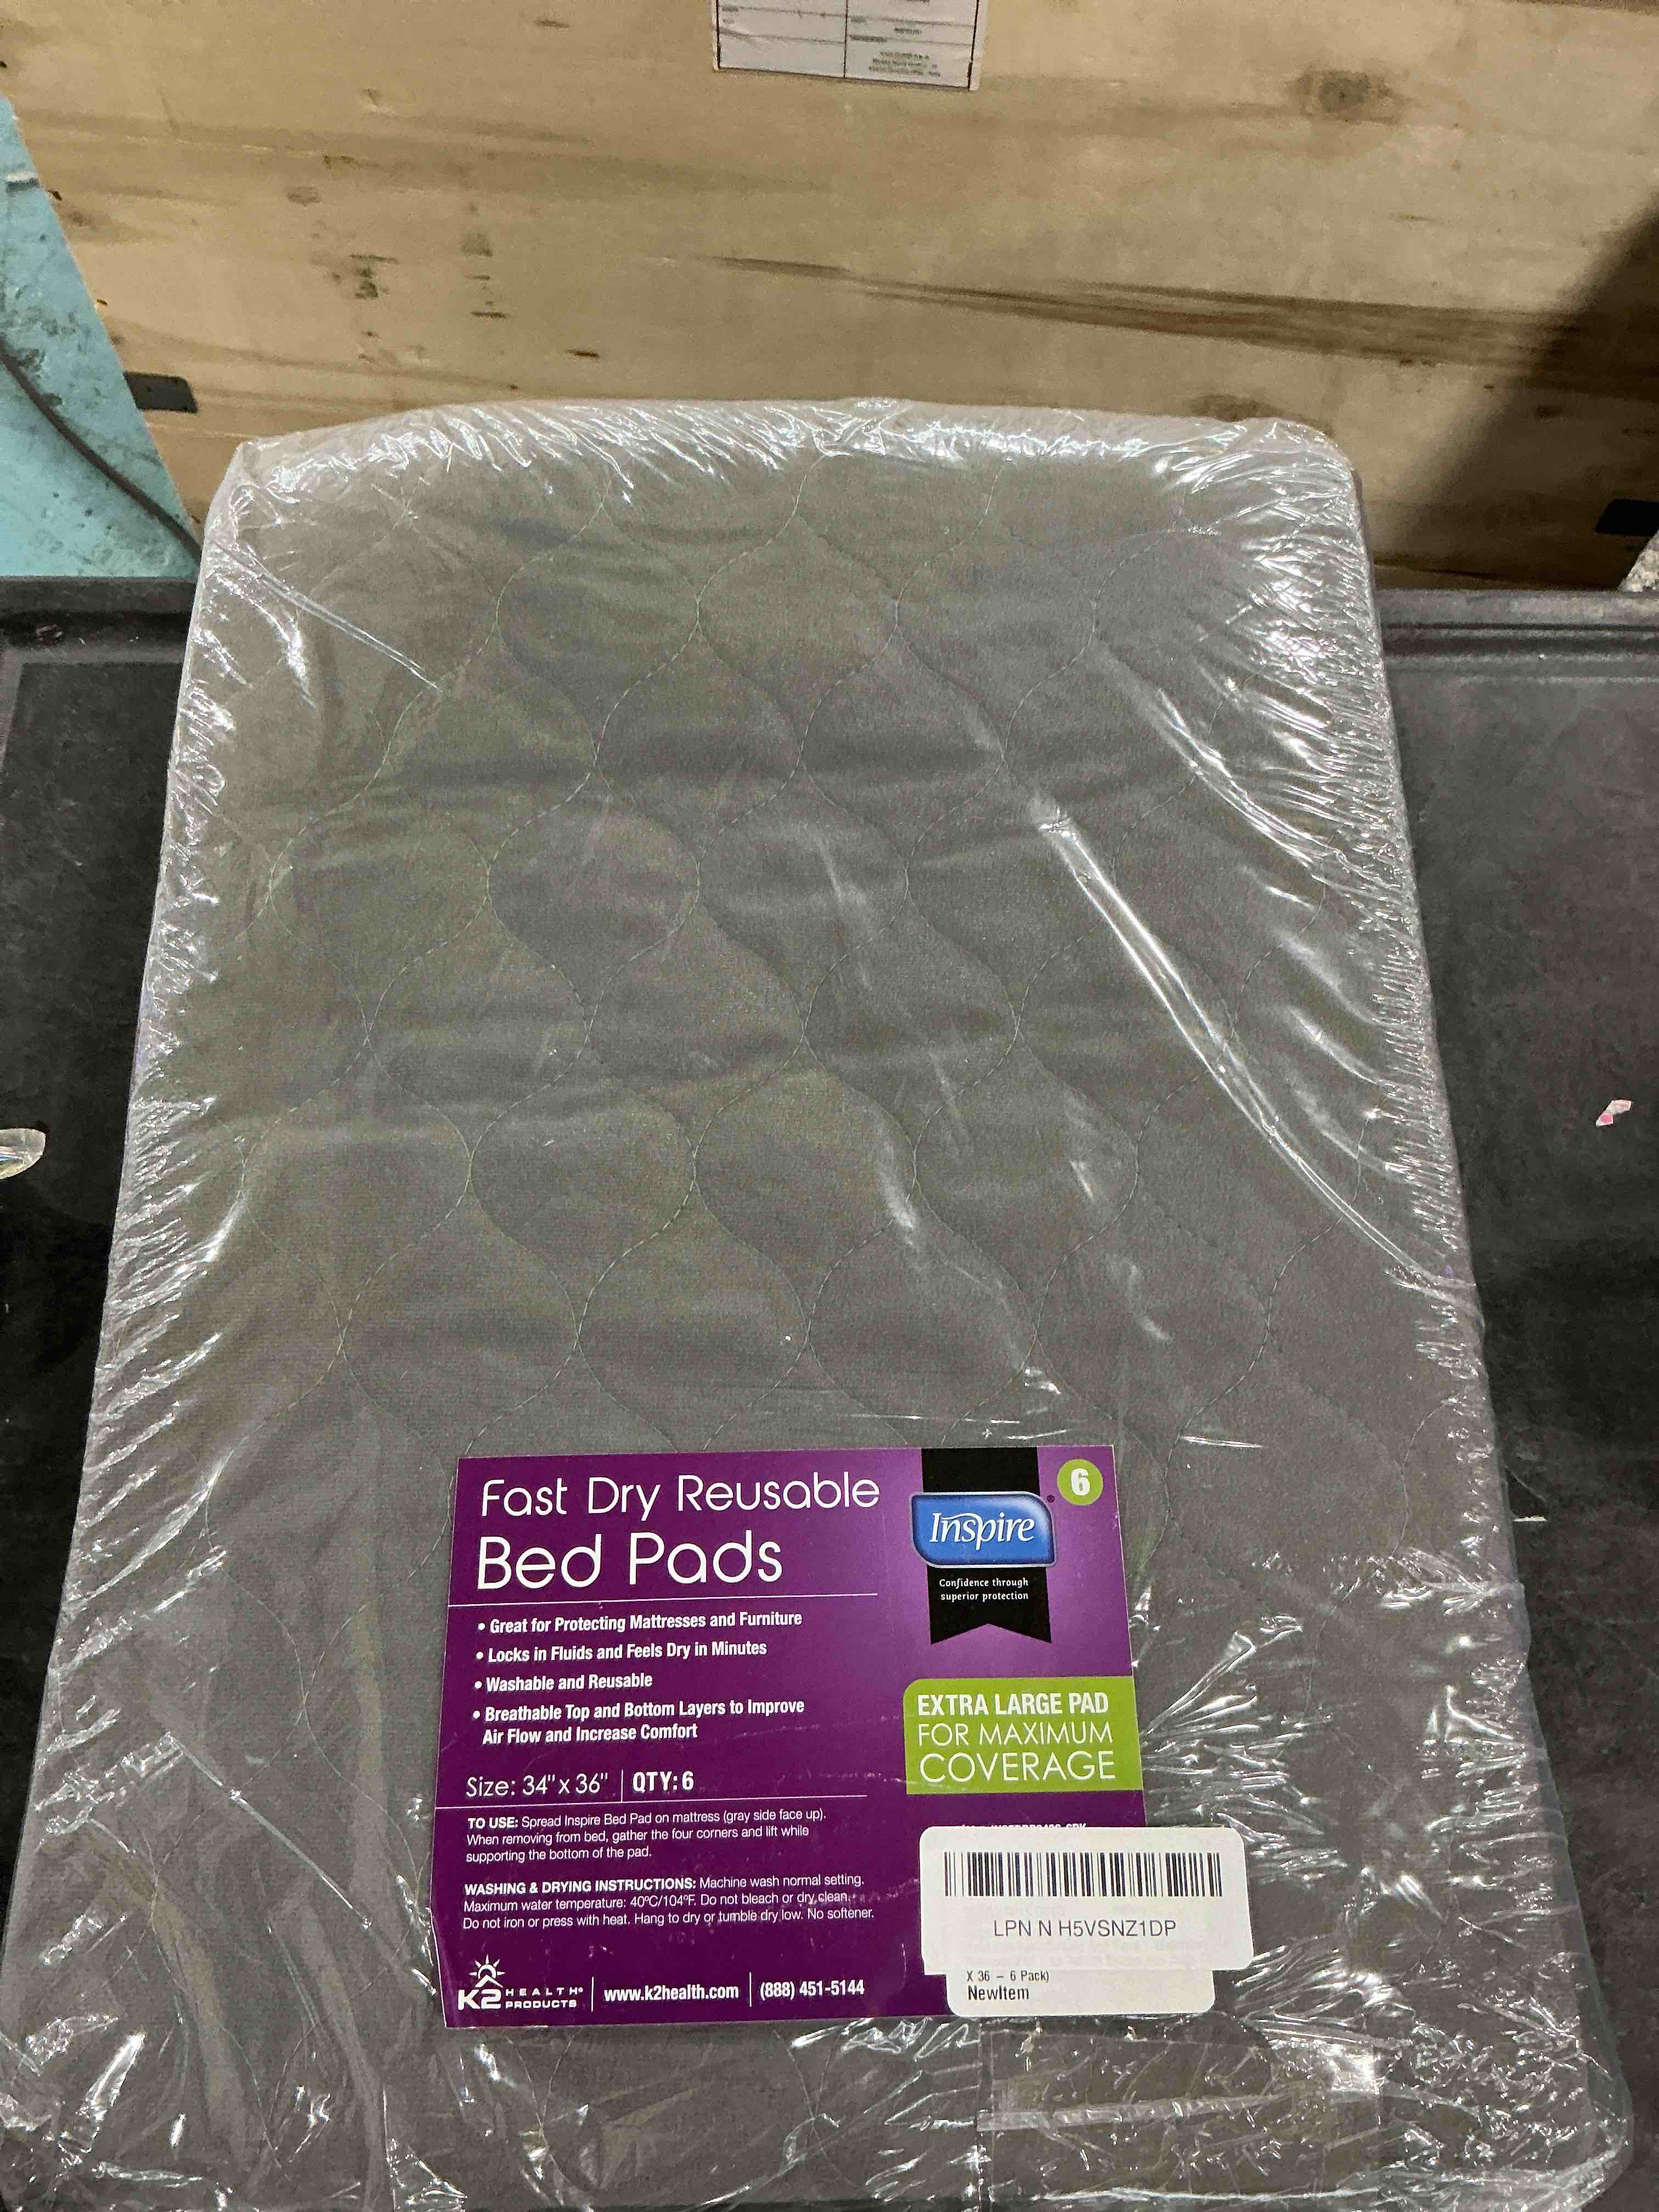 Fast Dry Reusable
Bed Pads
• Great for Protecting Mattresses and Furniture
• Locks in Fluids and Feels Dry in Minutes
• Washable and Reusable
• Breathable Top and Bottom Layers to Improve
Air Flow and Increase Comfort
Size: 34" x 36" | QTY: 6
TO USE: Spread Inspire Bed Pad on mattress (gray side face up).
When removing from bed, gather the four corners and lift while
supporting the bottom of the pad.
WASHING & DRYING INSTRUCTIONS: Machine wash normal setting.
Maximum water temperature: 40ºC/104ºF. Do not bleach or dry clean.
Do not iron or press with heat. Hang to dry or tumble dry low. No softener.
K2 HEALTH® PRODUCTS | www.k2health.com | (888) 451-5144
6
Inspire®
Confidence through
superior protection
EXTRA LARGE PAD
FOR MAXIMUM
COVERAGE
LPN N H5VSNZ1DP
X 36 – 6 Pack)
NewItem